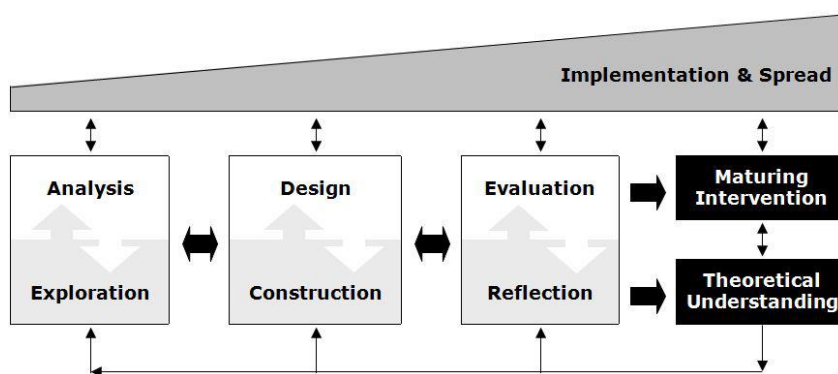 Implementation & Spread
Analysis
Design
Evaluation
Maturing
Intervention
Exploration
Construction
Reflection
Theoretical
Understanding